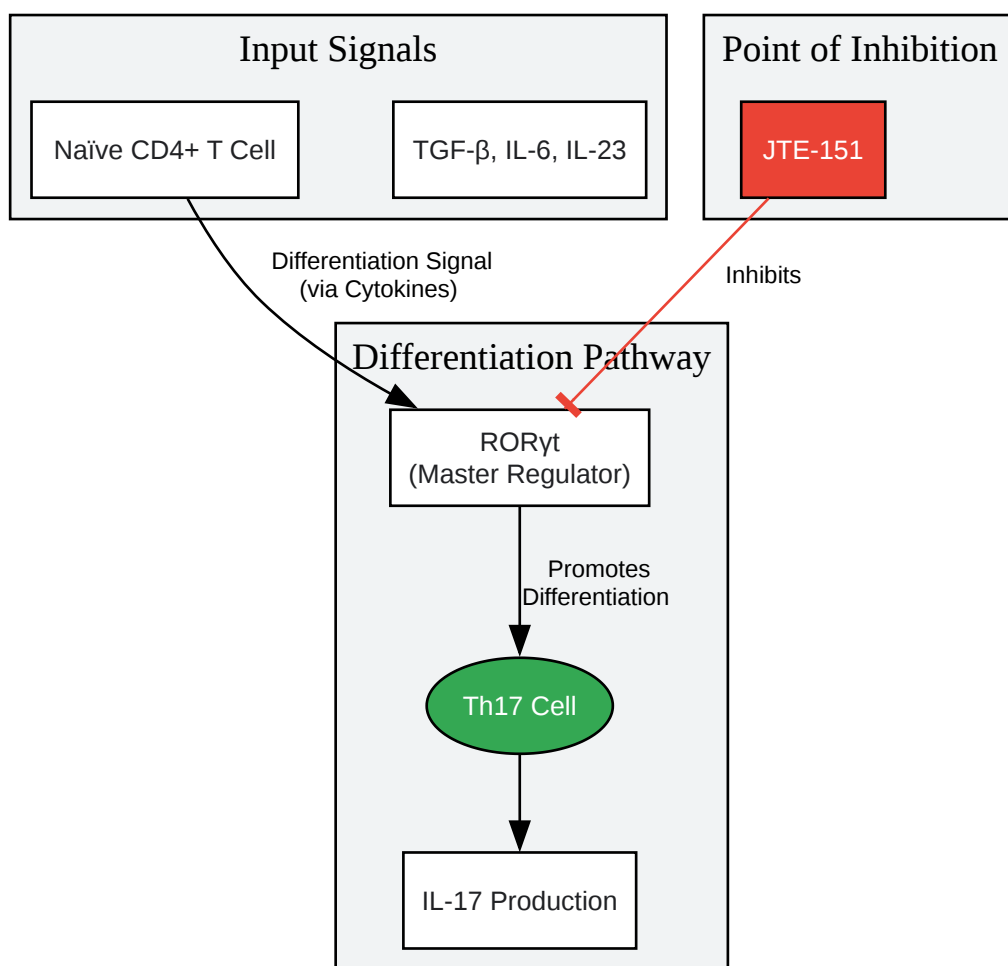 Input Signals
Point of Inhibition
Naïve CD4+ T Cell
TGF-β, IL-6, IL-23
JTE-151
Differentiation Signal
(via Cytokines)
Inhibits
Differentiation Pathway
RORγt
(Master Regulator)
Promotes
Differentiation
Th17 Cell
IL-17 Production